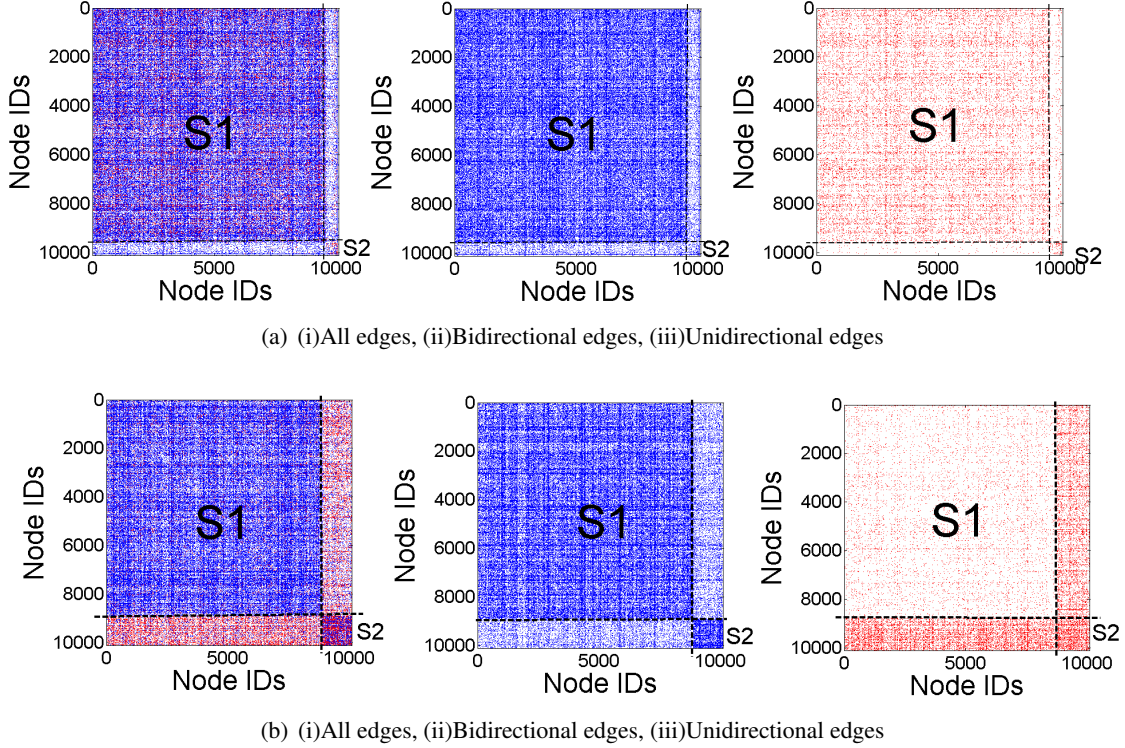 0
2000
4000
6000
8000
10000
Node IDs
S1
S2
0
5000
10000
Node IDs
0
2000
4000
6000
8000
10000
Node IDs
S1
S2
0
5000
10000
Node IDs
0
2000
4000
6000
8000
10000
Node IDs
S1
S2
0
5000
10000
Node IDs
(a) (i)All edges, (ii)Bidirectional edges, (iii)Unidirectional edges
0
2000
4000
6000
8000
10000
Node IDs
S1
S2
0
5000
10000
Node IDs
0
2000
4000
6000
8000
10000
Node IDs
S1
S2
0
5000
10000
Node IDs
0
2000
4000
6000
8000
10000
Node IDs
S1
S2
0
5000
10000
Node IDs
(b) (i)All edges, (ii)Bidirectional edges, (iii)Unidirectional edges